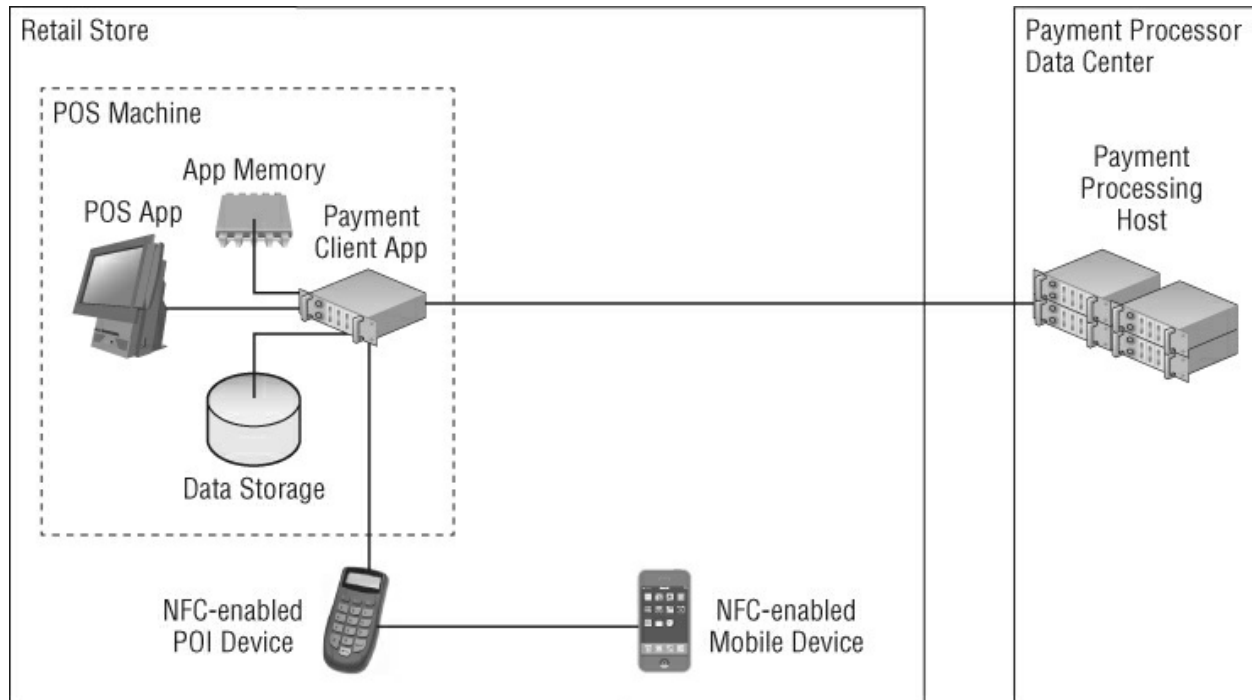 Retail Store
POS Machine
App Memory
POS App
Payment
Client App
Data Storage
NFC-enabled
POI Device
NFC-enabled
Mobile Device
Payment Processor
Data Center
Payment
Processing
Host